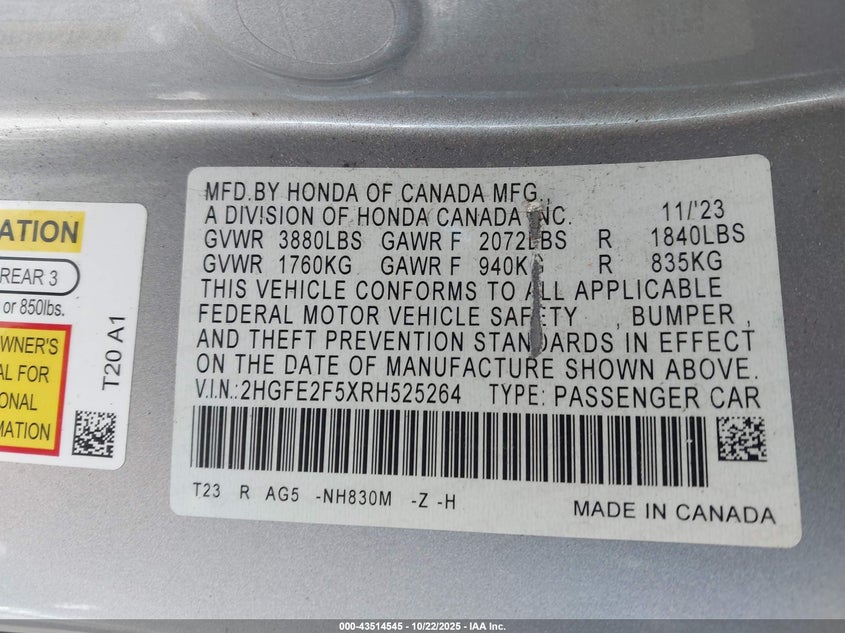 MFD.BY HONDA OF CANADA MFG.,
A DIVISION OF HONDA CANADA INC. 11/'23
GVWR 3880LBS GAWR F 2072LBS R 1840LBS
GVWR 1760KG GAWR F 940KG R 835KG
THIS VEHICLE CONFORMS TO ALL APPLICABLE
FEDERAL MOTOR VEHICLE SAFETY , BUMPER ,
AND THEFT PREVENTION STANDARDS IN EFFECT
ON THE DATE OF MANUFACTURE SHOWN ABOVE.
V.I.N.:2HGFE2F5XRH525264 TYPE: PASSENGER CAR
T23 R AG5 -NH830M -Z -H
MADE IN CANADA
ATION
REAR 3
or 850lbs.
WNER'S
AL FOR
ONAL
MATION
T20 A1
000-43514545 - 10/22/2025 - IAA Inc.